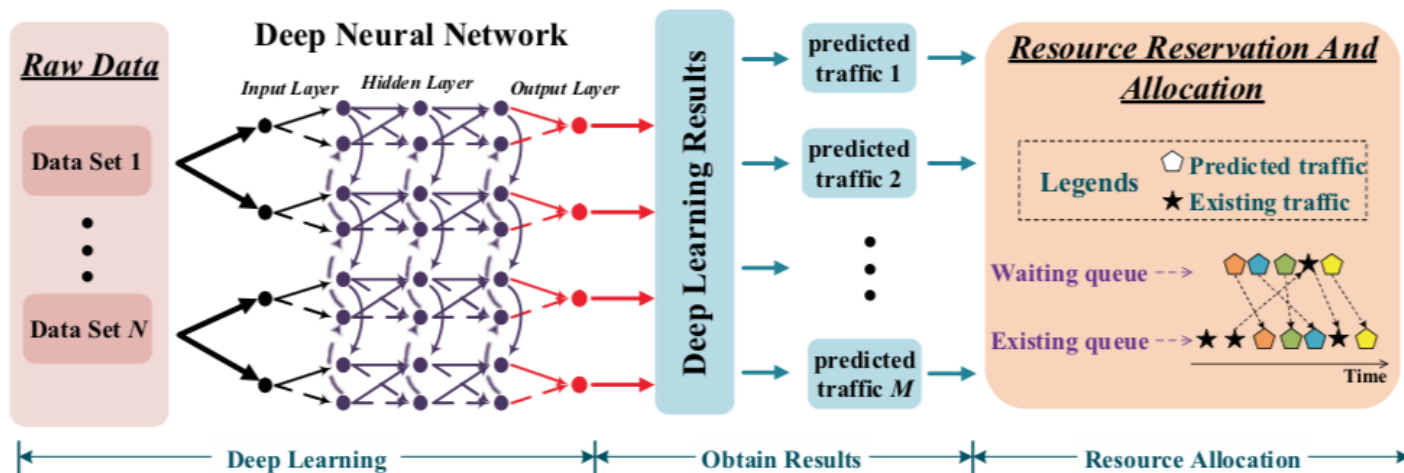 Raw Data
Data Set 1
Data Set N
Deep Neural Network
Input Layer
Hidden Layer
Output Layer
Deep Learning Results
predicted
traffic 1
predicted
traffic 2
predicted
traffic M
Resource Reservation And
Allocation
Legends
Predicted traffic
Existing traffic
Waiting queue
Existing queue
Time
Deep Learning
Obtain Results
Resource Allocation